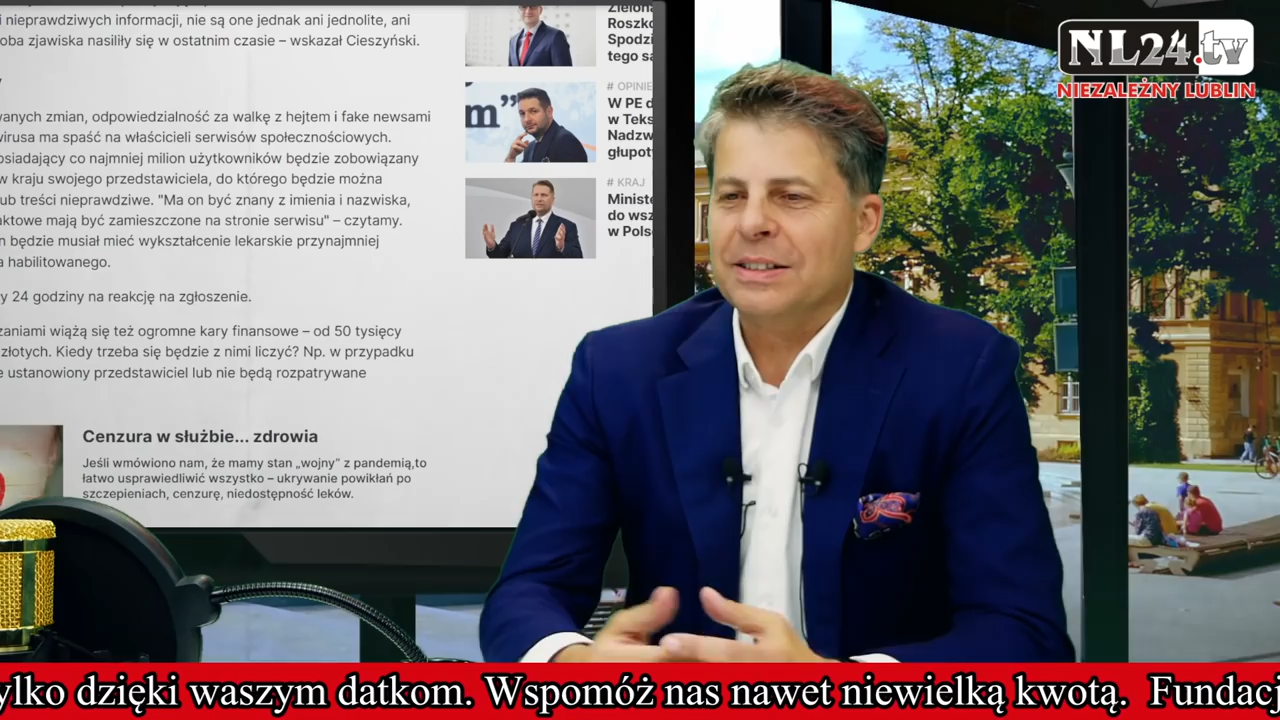 i nieprawdziwych informacji, nie są one jednak ani jednolite, ani
oba zjawiska nasiliły się w ostatnim czasie – wskazał Cieszyński.
wanych zmian, odpowiedzialność za walkę z hejtem i fake newsami
wirusa ma spaść na właścicieli serwisów społecznościowych.
osiadający co najmniej milion użytkowników będzie zobowiązany
w kraju swojego przedstawiciela, do którego będzie można
ub treści nieprawdziwe. "Ma on być znany z imienia i nazwiska,
aktowe mają być zamieszczone na stronie serwisu" – czytamy.
n będzie musiał mieć wykształcenie lekarskie przynajmniej
a habilitowanego.
y 24 godziny na reakcję na zgłoszenie.
zaniami wiążą się też ogromne kary finansowe – od 50 tysięcy
złotych. Kiedy trzeba się będzie z nimi liczyć? Np. w przypadku
e ustanowiony przedstawiciel lub nie będą rozpatrywane
Cenzura w służbie... zdrowia
Jeśli wmówiono nam, że mamy stan „wojny” z pandemią,to
łatwo usprawiedliwić wszystko – ukrywanie powikłań po
szczepieniach, cenzurę, niedostępność leków.
Zielona
Roszko
Spodzi
tego sa
# OPINIE
W PE d
w Teks
Nadzw
głupot
# KRAJ
Ministe
do wsz
w Pols
m”
NL24.tv
NIEZALEŻNY LUBLIN
ylko dzięki waszym datkom. Wspomóż nas nawet niewielką kwotą. Fundacj